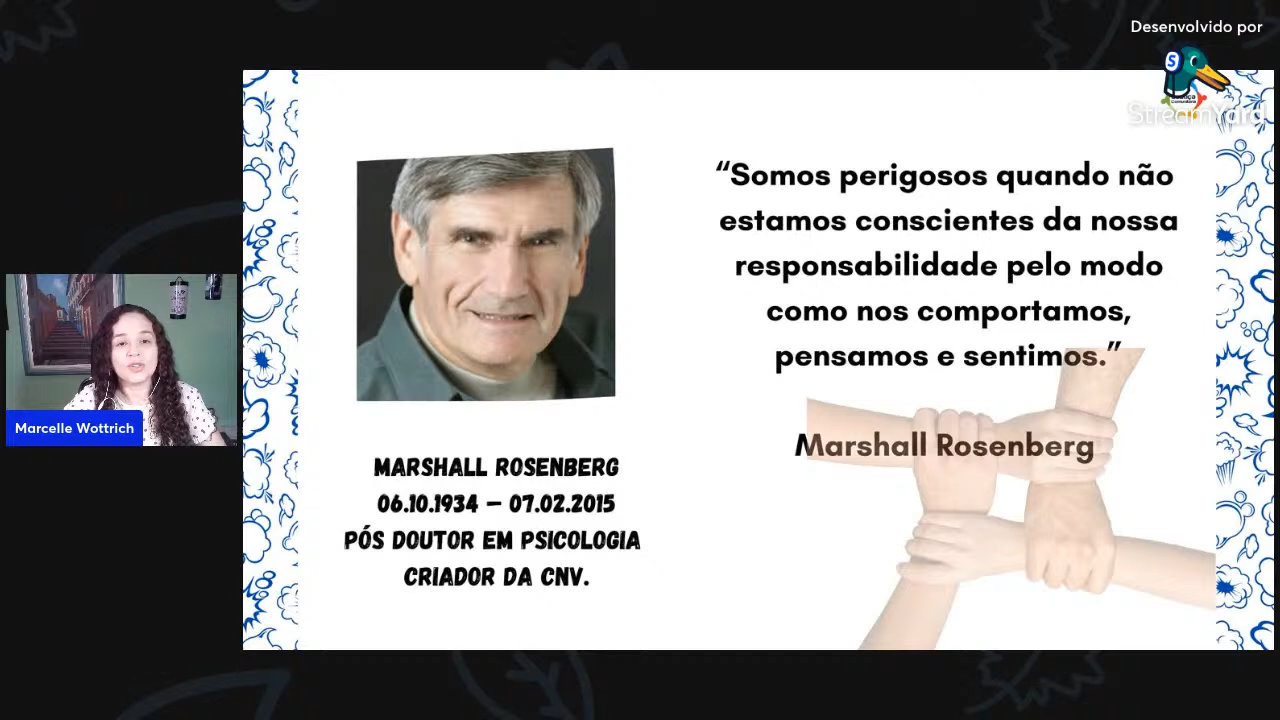 Desenvolvido por
StreamYard
“Somos perigosos quando não
estamos conscientes da nossa
responsabilidade pelo modo
como nos comportamos,
pensamos e sentimos.”
Marshall Rosenberg
MARSHALL ROSENBERG
06.10.1934 – 07.02.2015
PÓS DOUTOR EM PSICOLOGIA
CRIADOR DA CNV.
Marcelle Wottrich